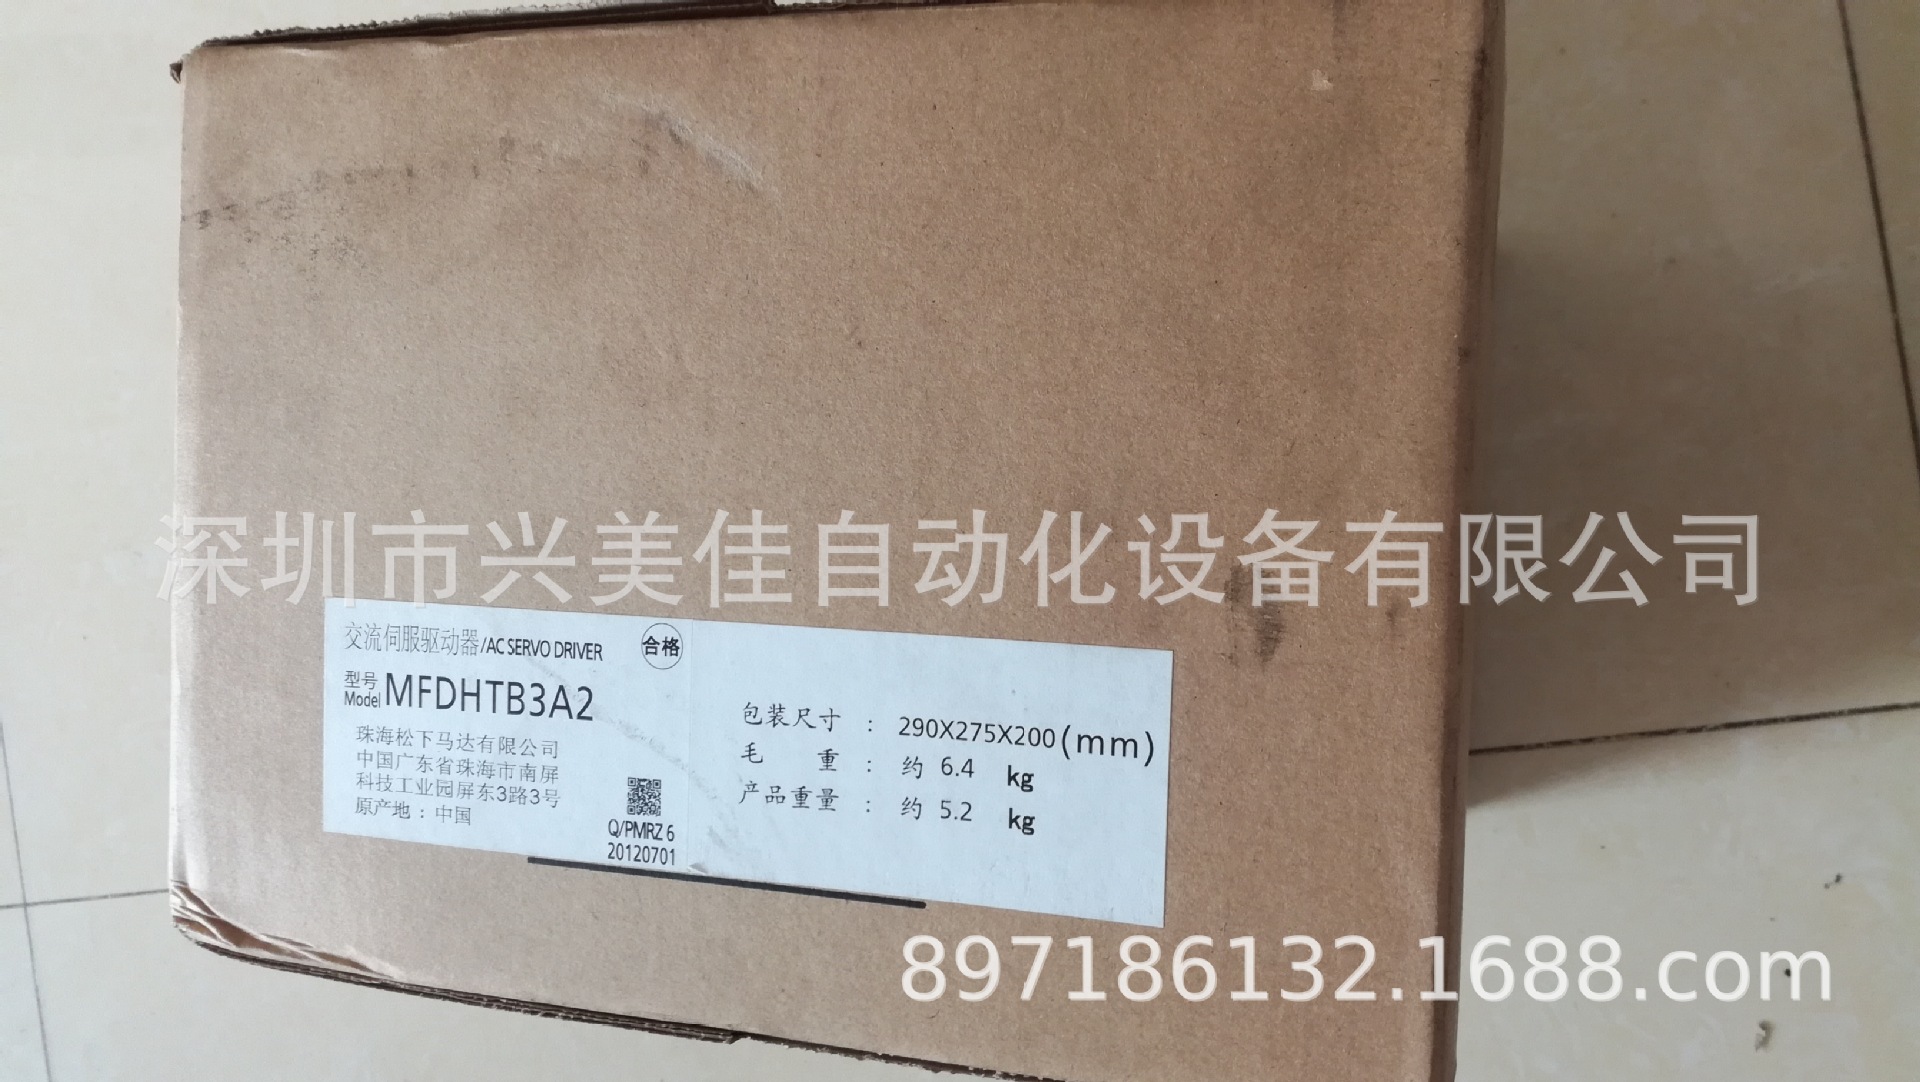 深圳市兴美佳自动化设备有限公司
交流伺服驱动器/AC SERVO DRIVER
合格
型号
Model MFDHTB3A2
珠海松下马达有限公司
中国广东省珠海市南屏
科技工业园屏东3路3号
原产地：中国
Q/PMRZ 6
20120701
包装尺寸 ： 290X275X200(mm)
毛 重 ： 约 6.4 kg
产品重量 ： 约 5.2 kg
897186132.1688.com